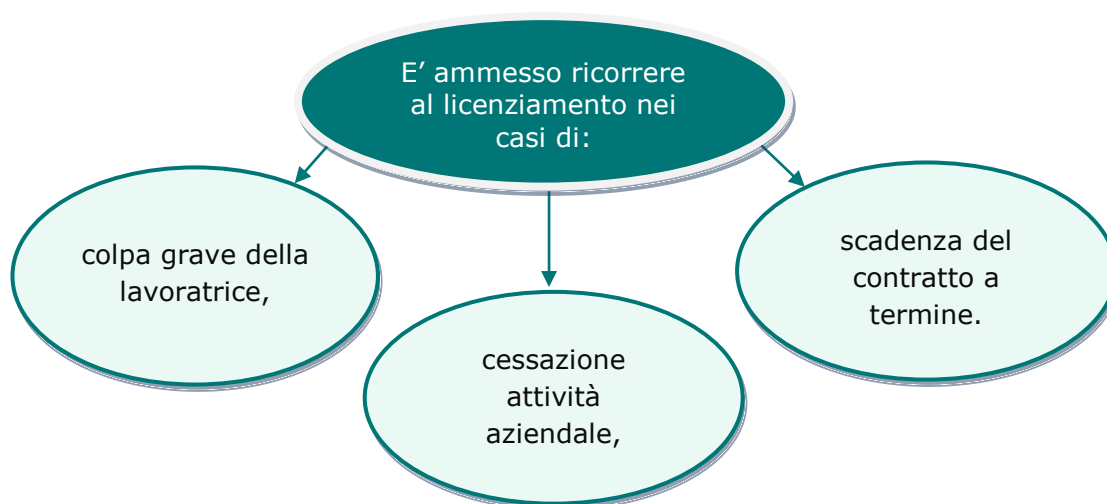 E’ ammesso ricorrere
al licenziamento nei
casi di:
colpa grave della
lavoratrice,
cessazione
attività
aziendale,
scadenza del
contratto a
termine.